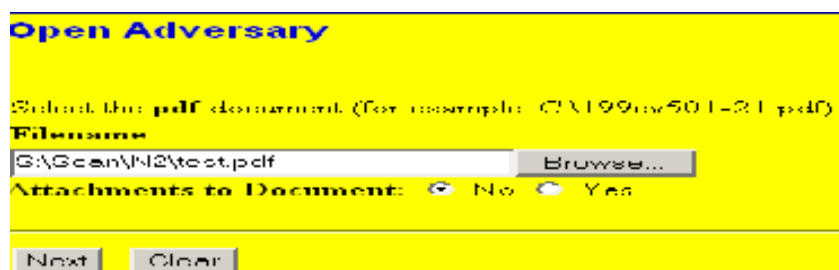 Open Adversary
Select the pdf document (for example: C:\199cv501-21.pdf)
Filename
G:\Scan\N2\test.pdf Browse...
Attachments to Document: No Yes
Next Clear